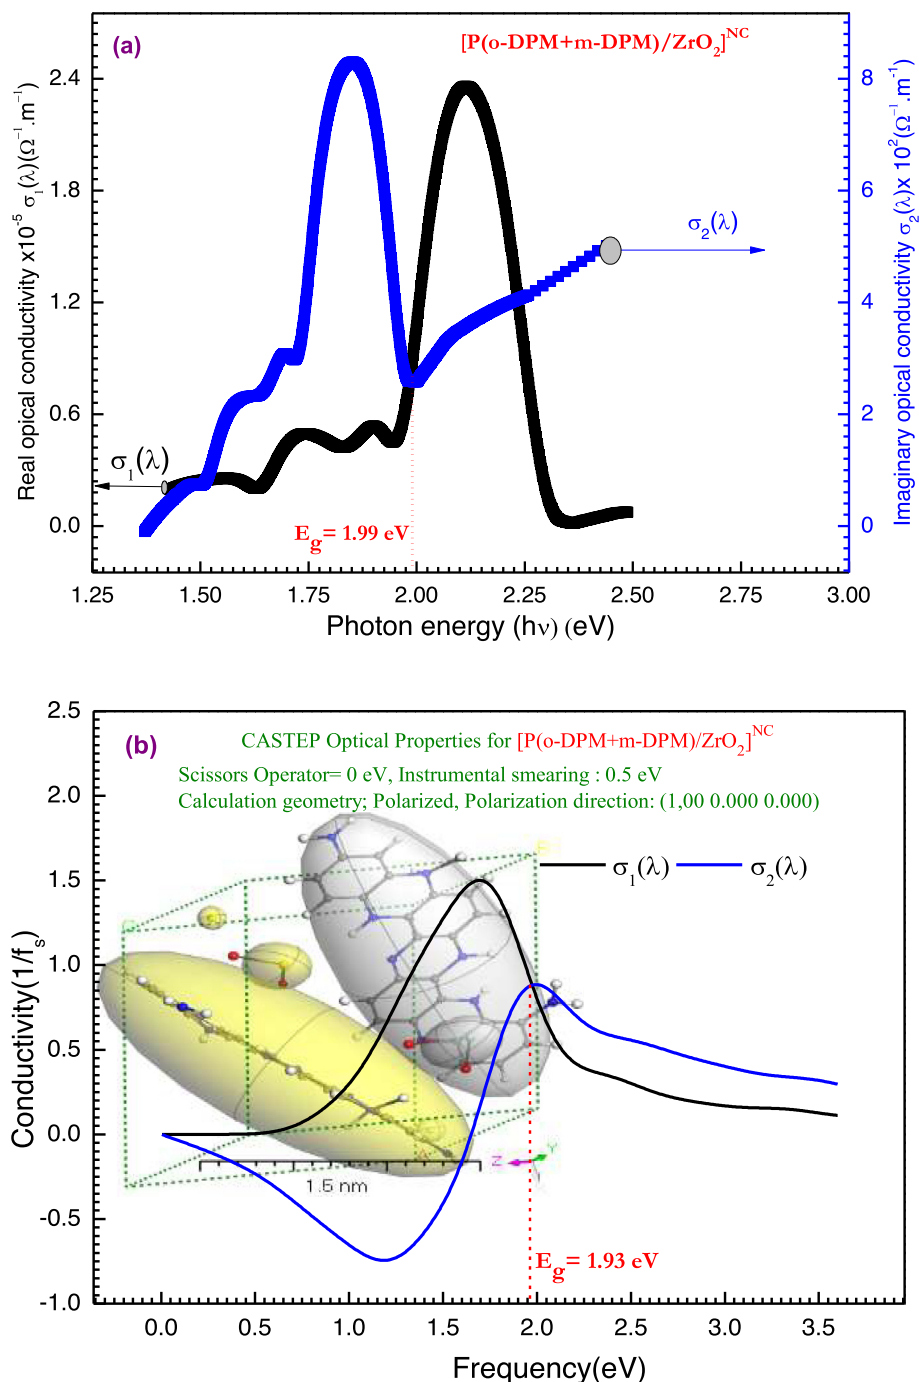 (a)
[P(o-DPM+m-DPM)/ZrO₂]ᴺᶜ
Real opical conductivity x10⁻⁵ σ₁(λ)(Ω⁻¹.m⁻¹)
2.4
1.8
1.2
0.6
0.0
Imaginary opical conductivity σ₂(λ)x 10²(Ω⁻¹.m⁻¹)
8
6
4
2
0
σ₂(λ)
σ₁(λ)
E_g= 1.99 eV
1.25 1.50 1.75 2.00 2.25 2.50 2.75 3.00
Photon energy (hν) (eV)
(b)
CASTEP Optical Properties for [P(o-DPM+m-DPM)/ZrO₂]ᴺᶜ
Scissors Operator= 0 eV, Instrumental smearing : 0.5 eV
Calculation geometry; Polarized, Polarization direction: (1,00 0.000 0.000)
σ₁(λ) σ₂(λ)
Conductivity(1/f_s)
2.5
2.0
1.5
1.0
0.5
0.0
-0.5
-1.0
Z Y
1.5 nm
E_g= 1.93 eV
0.0 0.5 1.0 1.5 2.0 2.5 3.0 3.5
Frequency(eV)